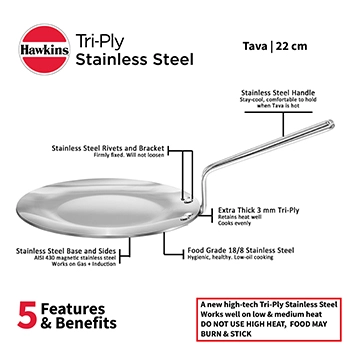 Hawkins
Tri-Ply
Stainless Steel
Tava | 22 cm
Stainless Steel Handle
Stay-cool, comfortable to hold
when Tava is hot
Stainless Steel Rivets and Bracket
Firmly fixed. Will not loosen
Extra Thick 3 mm Tri-Ply
Retains heat well
Cooks evenly
Stainless Steel Base and Sides
AISI 430 magnetic stainless steel
Works on Gas + Induction
Food Grade 18/8 Stainless Steel
Hygienic, healthy. Low-oil cooking
5 Features
& Benefits
A new high-tech Tri-Ply Stainless Steel
Works well on low & medium heat
DO NOT USE HIGH HEAT, FOOD MAY
BURN & STICK